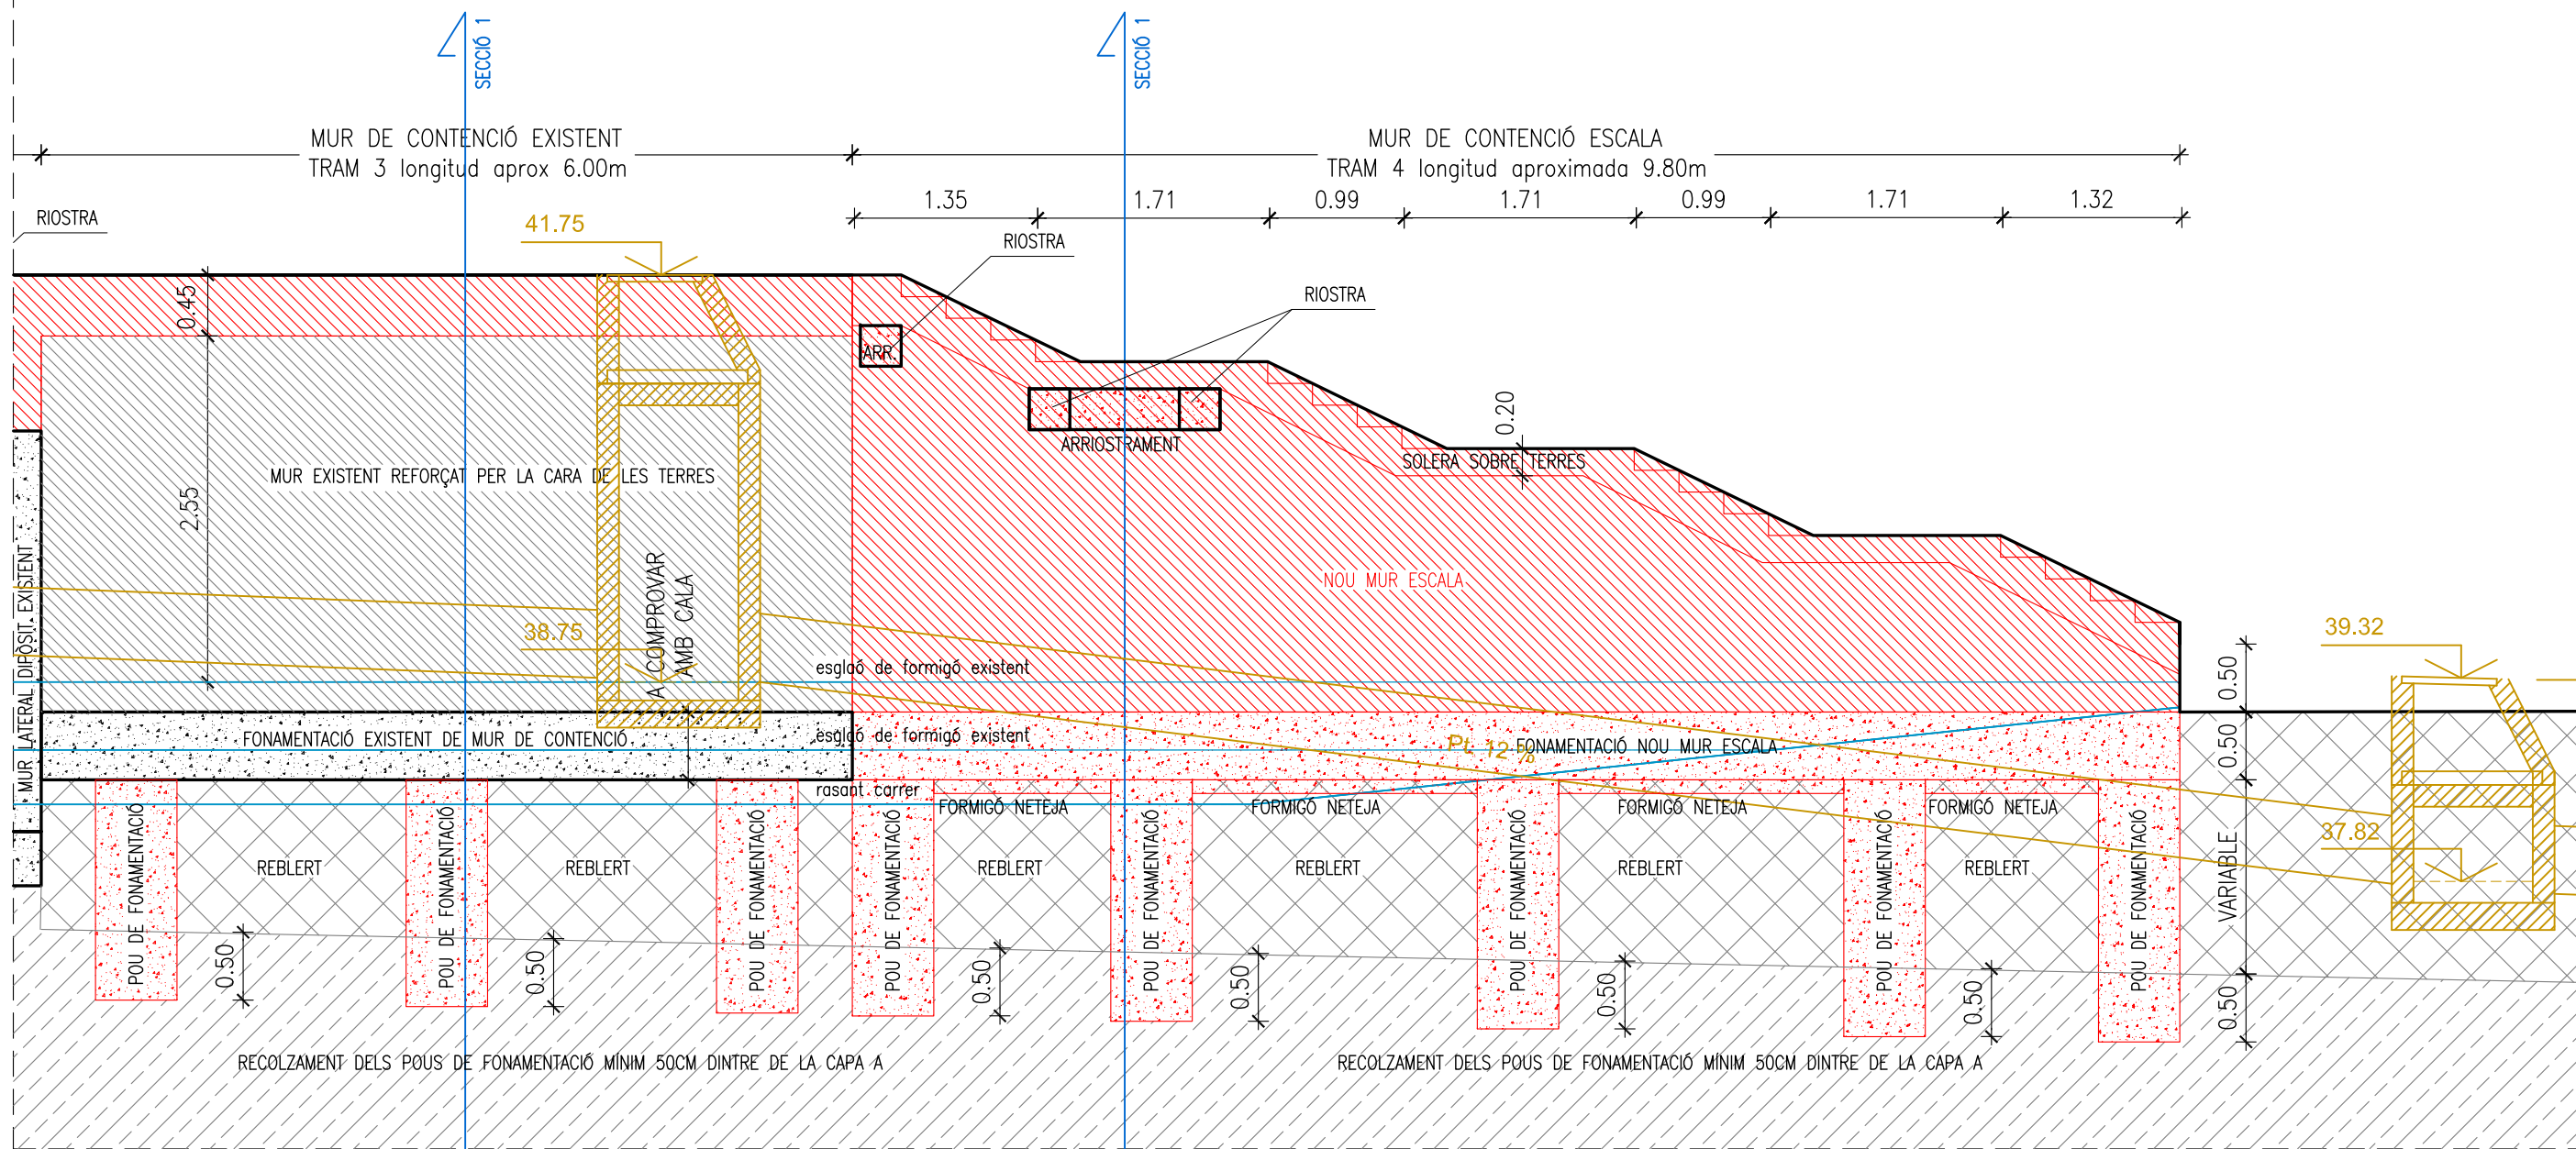 SECCIÓ 1
SECCIÓ 1
MUR DE CONTENCIÓ EXISTENT
TRAM 3 longitud aprox 6.00m
MUR DE CONTENCIÓ ESCALA
TRAM 4 longitud aproximada 9.80m
1.35
1.71
0.99
1.71
0.99
1.71
1.32
RIOSTRA
41.75
RIOSTRA
RIOSTRA
0.45
ARR.
ARRIOSTRAMENT
0.20
SOLERA SOBRE TERRES
MUR EXISTENT REFORÇAT PER LA CARA DE LES TERRES
2.55
NOU MUR ESCALA
A COMPROVAR
AMB CALA
38.75
39.32
MUR LATERAL DIPÒSIT EXISTENT
esglaó de formigó existent
0.50
FONAMENTACIÓ EXISTENT DE MUR DE CONTENCIÓ
esglaó de formigó existent
Pt. 12 %
FONAMENTACIÓ NOU MUR ESCALA
0.50
rasant carrer
FORMIGÓ NETEJA
FORMIGÓ NETEJA
FORMIGÓ NETEJA
FORMIGÓ NETEJA
37.82
POU DE FONAMENTACIÓ
REBLERT
POU DE FONAMENTACIÓ
REBLERT
POU DE FONAMENTACIÓ
POU DE FONAMENTACIÓ
REBLERT
POU DE FONAMENTACIÓ
REBLERT
POU DE FONAMENTACIÓ
REBLERT
POU DE FONAMENTACIÓ
REBLERT
POU DE FONAMENTACIÓ
VARIABLE
0.50
0.50
0.50
0.50
0.50
0.50
0.50
RECOLZAMENT DELS POUS DE FONAMENTACIÓ MÍNIM 50CM DINTRE DE LA CAPA A
RECOLZAMENT DELS POUS DE FONAMENTACIÓ MÍNIM 50CM DINTRE DE LA CAPA A